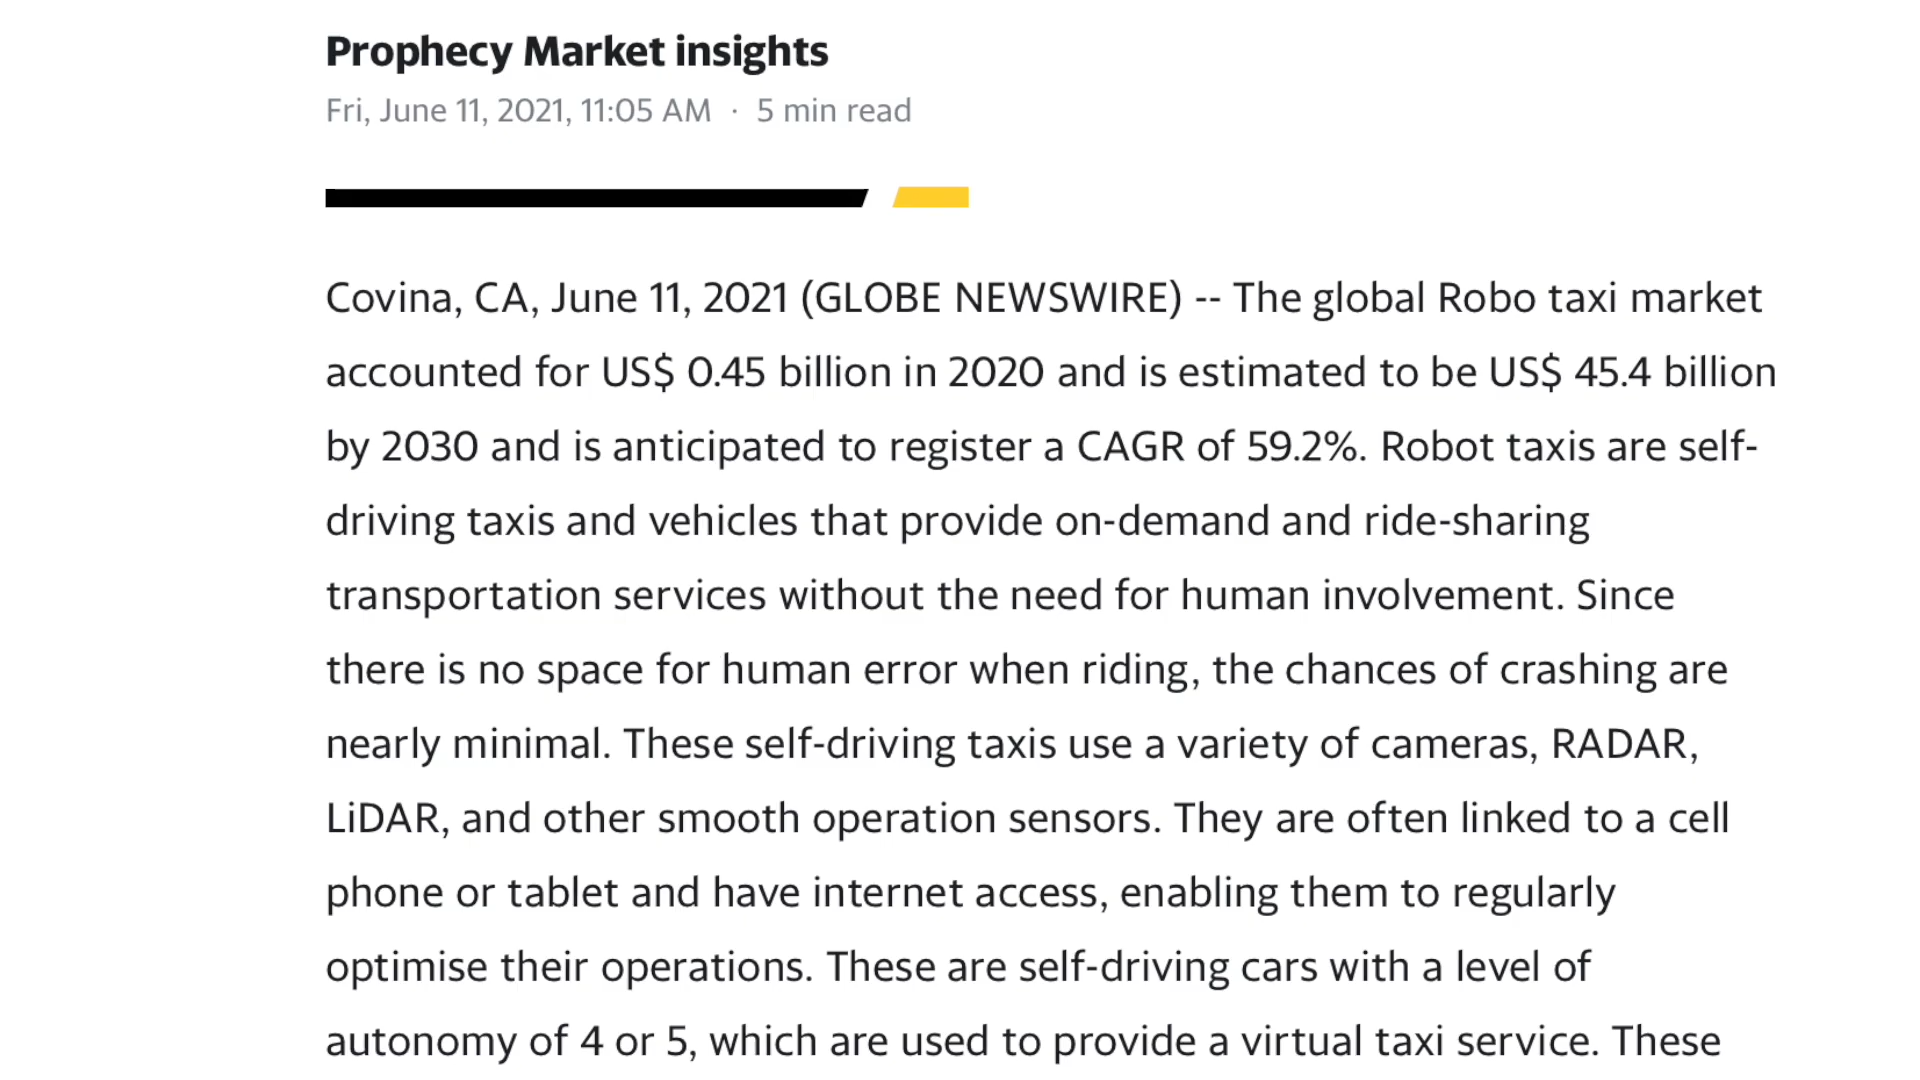 Prophecy Market insights
Fri, June 11, 2021, 11:05 AM · 5 min read
Covina, CA, June 11, 2021 (GLOBE NEWSWIRE) -- The global Robo taxi market
accounted for US$ 0.45 billion in 2020 and is estimated to be US$ 45.4 billion
by 2030 and is anticipated to register a CAGR of 59.2%. Robot taxis are self-
driving taxis and vehicles that provide on-demand and ride-sharing
transportation services without the need for human involvement. Since
there is no space for human error when riding, the chances of crashing are
nearly minimal. These self-driving taxis use a variety of cameras, RADAR,
LiDAR, and other smooth operation sensors. They are often linked to a cell
phone or tablet and have internet access, enabling them to regularly
optimise their operations. These are self-driving cars with a level of
autonomy of 4 or 5, which are used to provide a virtual taxi service. These